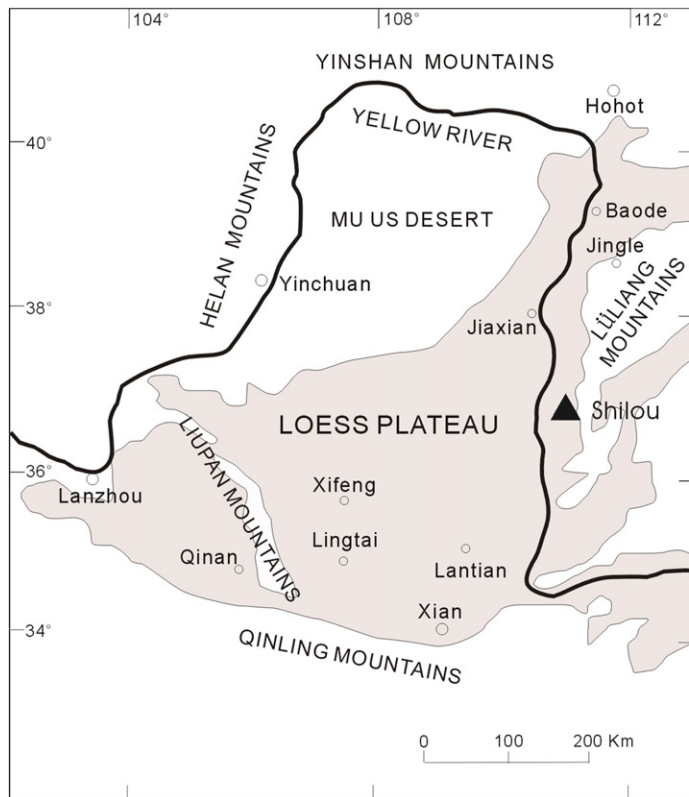 104°
108°
112°
YINSHAN MOUNTAINS
Hohot
YELLOW RIVER
40°
HELAN MOUNTAINS
Baode
MU US DESERT
Jingle
Yinchuan
LÜLIANG
MOUNTAINS
38°
Jiaxian
Shilou
LOESS PLATEAU
LIUPAN MOUNTAINS
36°
Lanzhou
Xifeng
Lingtai
Qinan
Lantian
Xian
34°
QINLING MOUNTAINS
0 100 200 Km